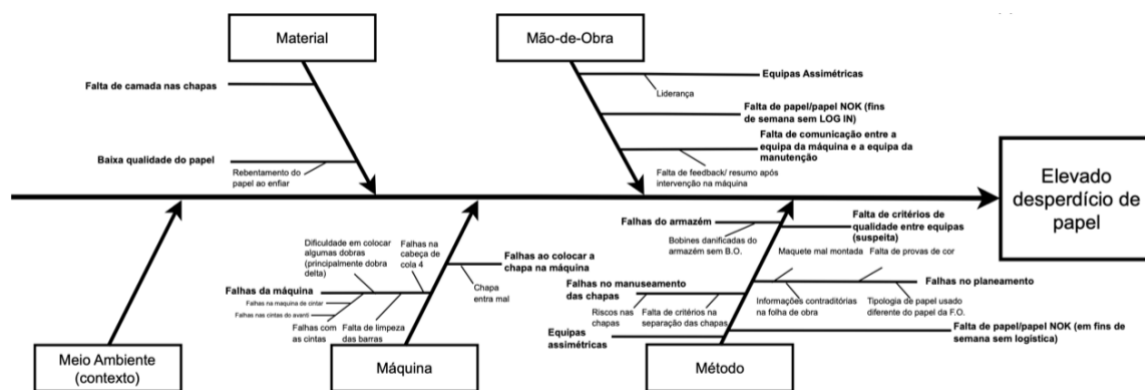 Material
Mão-de-Obra
Falta de camada nas chapas
Equipas Assimétricas
Liderança
Falta de papel/papel NOK (fins
de semana sem LOG IN)
Baixa qualidade do papel
Rebentamento do
papel ao enfiar
Falta de comunicação entre a
equipa da máquina e a equipa da
manutenção
Falta de feedback/ resumo após
intervenção na máquina
Elevado
desperdício de
papel
Dificuldade em colocar
algumas dobras
(principalmente dobra
delta)
Falhas na
cabeça de
cola 4
Falhas da máquina
Falhas na maquina de cintar
Falhas nas cintas do avanti
Falhas com
as cintas
Falta de limpeza
das barras
Falhas ao colocar a
chapa na máquina
Chapa
entra mal
Falhas do armazém
Bobines danificadas do
armazém sem B.O.
Falta de critérios de
qualidade entre equipas
(suspeita)
Maquete mal montada
Falta de provas de cor
Falhas no planeamento
Informações contraditórias
na folha de obra
Tipologia de papel usado
diferente do papel da F.O.
Falhas no manuseamento
das chapas
Riscos nas
chapas
Falta de critérios na
separação das chapas
Equipas
assimétricas
Falta de papel/papel NOK (em fins de
semana sem logística)
Meio Ambiente
(contexto)
Máquina
Método